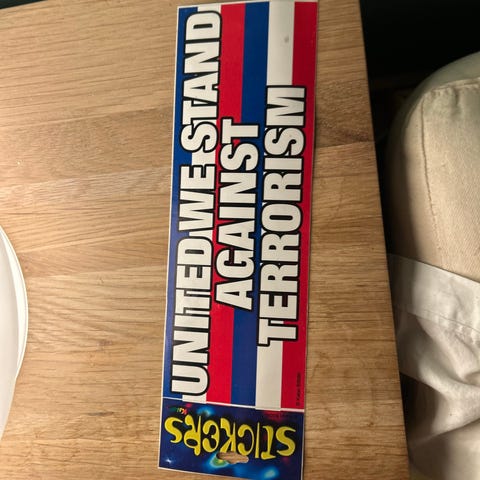 UNITED WE STAND
AGAINST
TERRORISM
STICKERS